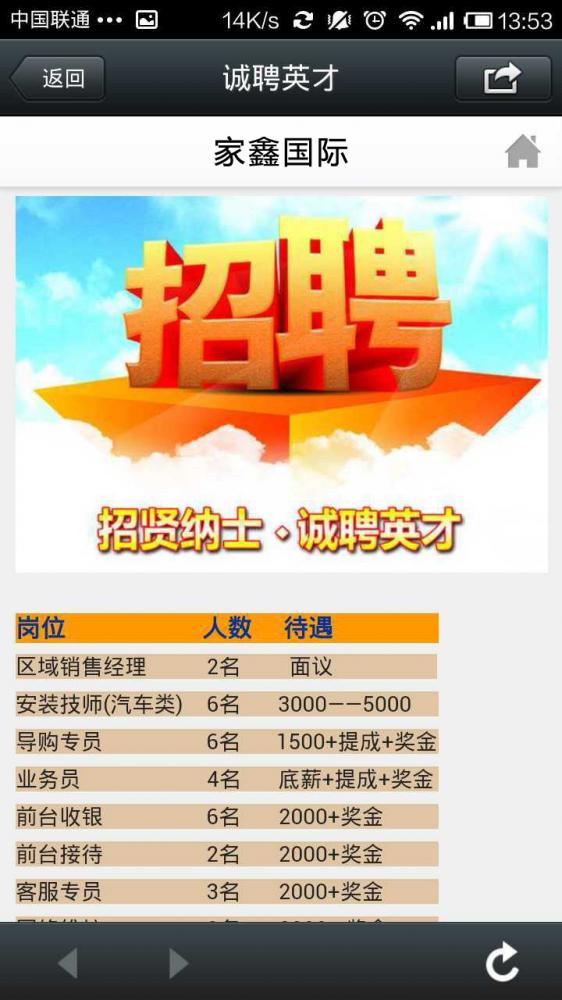 中国联通 ••• 14K/s 13:53
返回 诚聘英才
家鑫国际
招聘
招贤纳士·诚聘英才
岗位 人数 待遇
区域销售经理 2名 面议
安装技师(汽车类) 6名 3000——5000
导购专员 6名 1500+提成+奖金
业务员 4名 底薪+提成+奖金
前台收银 6名 2000+奖金
前台接待 2名 2000+奖金
客服专员 3名 2000+奖金